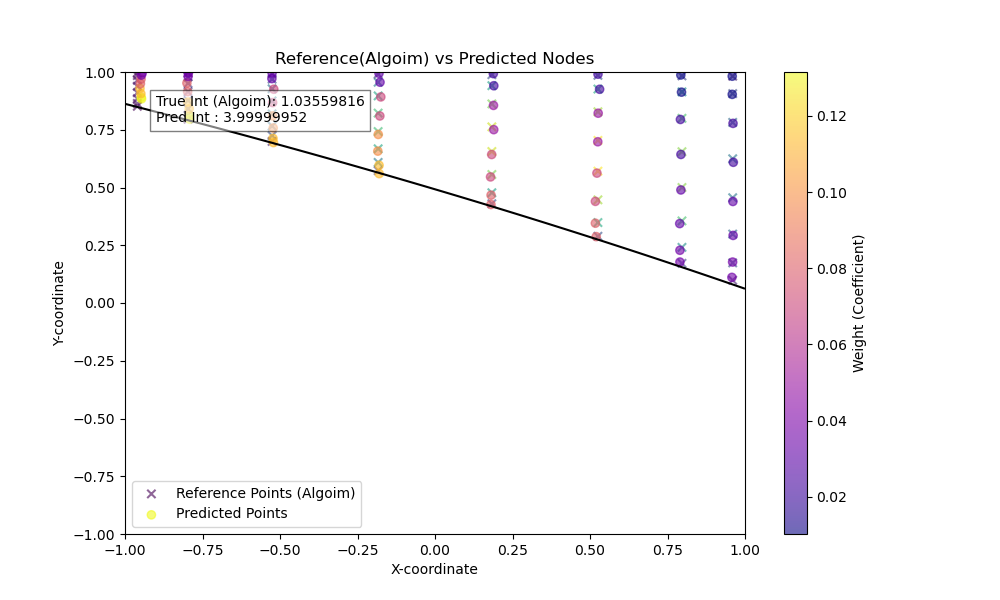 Reference(Algoim) vs Predicted Nodes
True Int (Algoim): 1.03559816
Pred Int : 3.99999952
1.00
0.75
0.50
0.25
0.00
−0.25
−0.50
−0.75
−1.00
Y-coordinate
Reference Points (Algoim)
Predicted Points
−1.00 −0.75 −0.50 −0.25 0.00 0.25 0.50 0.75 1.00
X-coordinate
0.12
0.10
0.08
0.06
0.04
0.02
Weight (Coefficient)